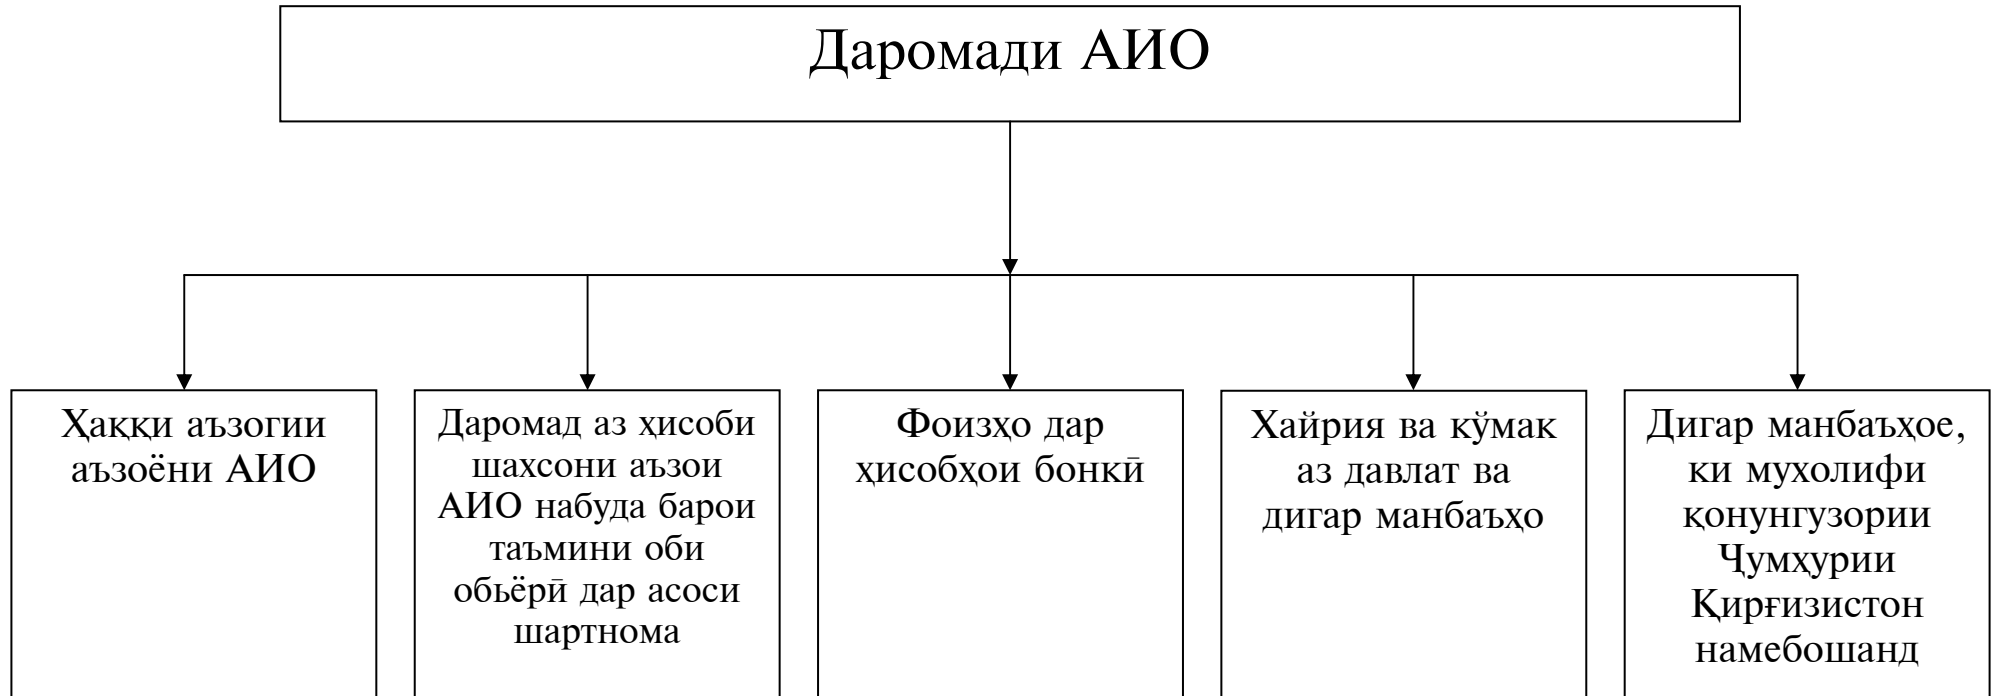 Даромади АИО
Ҳаққи аъзогии
аъзоёни АИО
Даромад аз ҳисоби
шахсони аъзои
АИО набуда барои
таъмини оби
обьёрӣ дар асоси
шартнома
Фоизҳо дар
ҳисобҳои бонкӣ
Хайрия ва кӯмак
аз давлат ва
дигар манбаъҳо
Дигар манбаъҳое,
ки мухолифи
қонунгузории
Ҷумҳурии
Қирғизистон
намебошанд